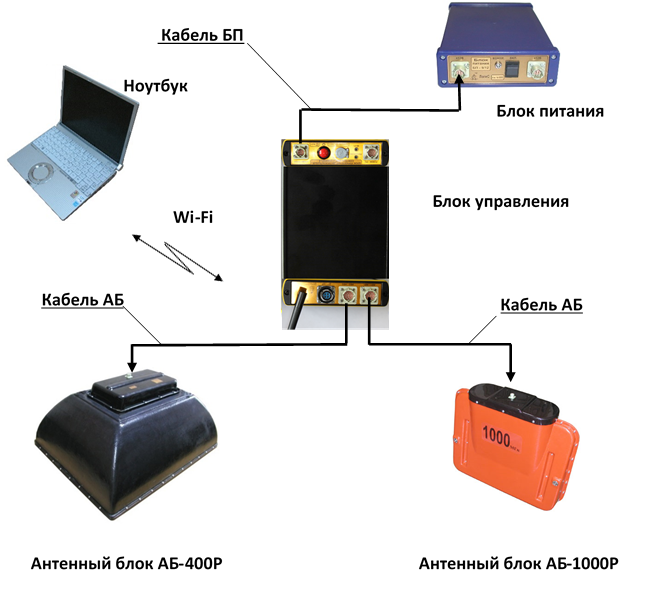 Кабель БП
Ноутбук
Блок питания
Блок управления
Wi-Fi
Кабель АБ
Кабель АБ
1000 МГц
Антенный блок АБ-400Р
Антенный блок АБ-1000Р